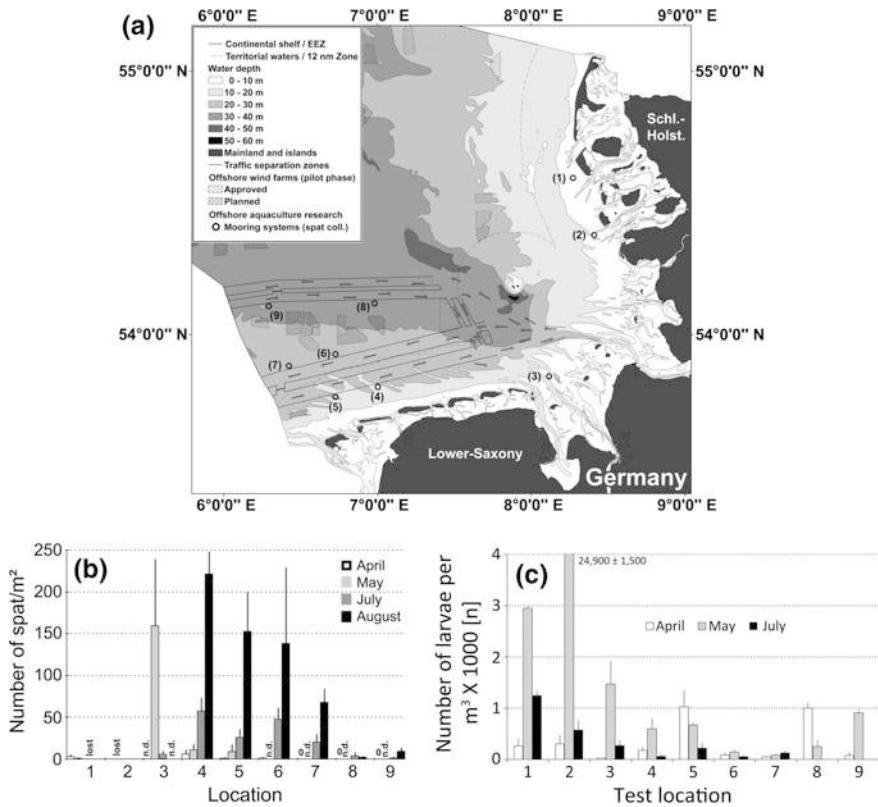 (a)
6°0'0" E
7°0'0" E
8°0'0" E
9°0'0" E
Continental shelf / EEZ
Territorial waters / 12 nm Zone
Water depth
0 - 10 m
10 - 20 m
20 - 30 m
30 - 40 m
40 - 50 m
50 - 60 m
Mainland and islands
Traffic separation zones
Offshore wind farms (pilot phase)
Approved
Planned
Offshore aquaculture research
Mooring systems (spat coll.)
55°0'0" N
55°0'0" N
Schl.-
Holst.
(1)
(2)
54°0'0" N
54°0'0" N
(9)
(8)
(7)
(6)
(3)
(5)
(4)
Lower-Saxony
Germany
6°0'0" E
7°0'0" E
8°0'0" E
9°0'0" E
(b)
Number of spat/m²
250
200
150
100
50
0
April
May
July
August
lost
lost
n.d.
n.d.
n.d.
n.d.
0
n.d.
0
n.d.
0
n.d.
1 2 3 4 5 6 7 8 9
Location
(c)
Number of larvae per
m³ X 1000 [n]
4
3
2
1
0
24,900 ± 1,500
April
May
July
1 2 3 4 5 6 7 8 9
Test location